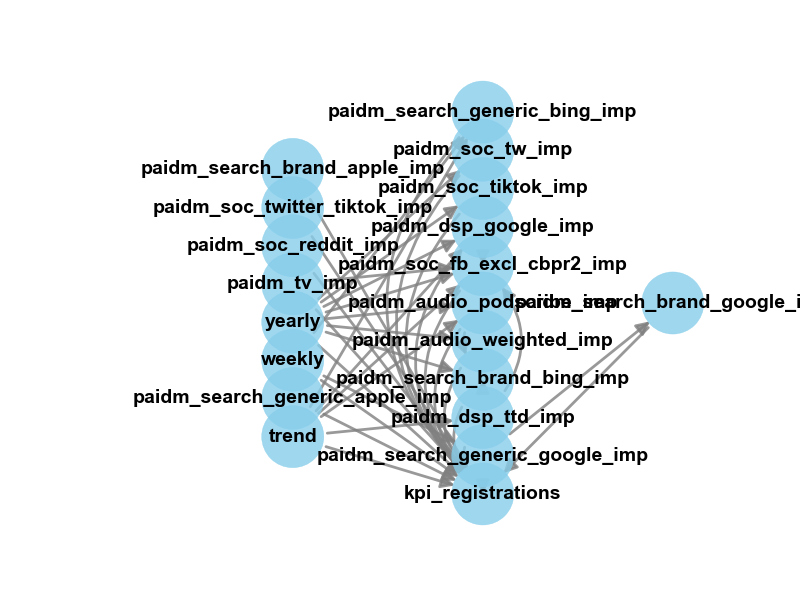 paidm_search_brand_apple_imp
paidm_soc_twitter_tiktok_imp
paidm_soc_reddit_imp
paidm_tv_imp
yearly
weekly
paidm_search_generic_apple_imp
trend
paidm_search_generic_bing_imp
paidm_soc_tw_imp
paidm_soc_tiktok_imp
paidm_dsp_google_imp
paidm_soc_fb_excl_cbpr2_imp
paidm_audio_podscribe_imp
paidm_audio_weighted_imp
paidm_search_brand_bing_imp
paidm_dsp_ttd_imp
paidm_search_generic_google_imp
kpi_registrations
paidm_search_brand_google_i